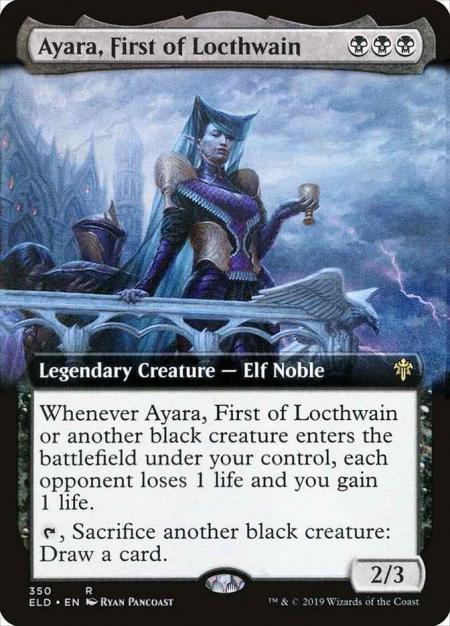 Ayara, First of Locthwain
Legendary Creature — Elf Noble
Whenever Ayara, First of Locthwain
or another black creature enters the
battlefield under your control, each
opponent loses 1 life and you gain
1 life.
, Sacrifice another black creature:
Draw a card.
2/3
350 R
ELD • EN RYAN PANCOAST
™ & © 2019 Wizards of the Coast